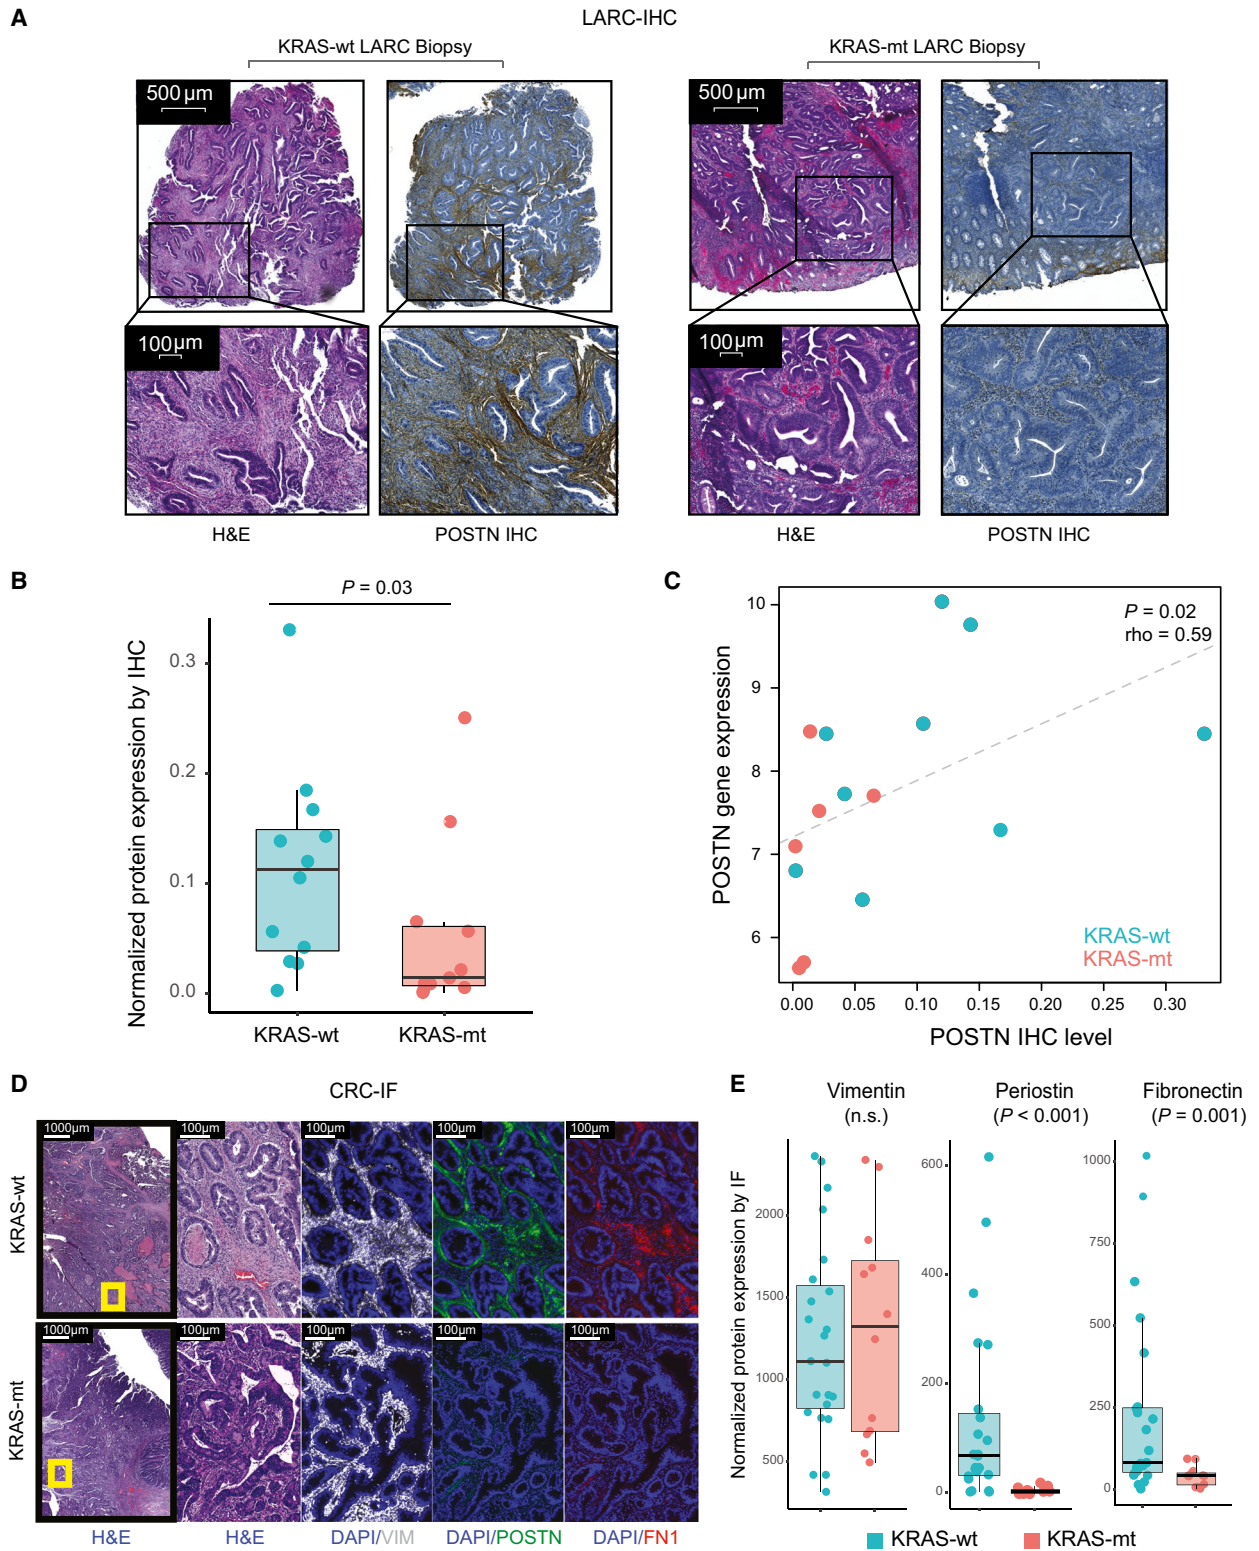 A
LARC-IHC
KRAS-wt LARC Biopsy
KRAS-mt LARC Biopsy
500 µm
500 µm
100 µm
100 µm
H&E
POSTN IHC
H&E
POSTN IHC
B
P = 0.03
Normalized protein expression by IHC
0.3
0.2
0.1
0.0
KRAS-wt
KRAS-mt
C
P = 0.02
rho = 0.59
POSTN gene expression
10
9
8
7
6
KRAS-wt
KRAS-mt
0.00 0.05 0.10 0.15 0.20 0.25 0.30
POSTN IHC level
D
CRC-IF
KRAS-wt
1000µm 100µm 100µm 100µm 100µm
KRAS-mt
1000µm 100µm 100µm 100µm 100µm
H&E H&E DAPI/VIM DAPI/POSTN DAPI/FN1
E
Vimentin
(n.s.)
Periostin
(P < 0.001)
Fibronectin
(P = 0.001)
Normalized protein expression by IF
2000
1500
1000
500
600
400
200
0
1000
750
500
250
0
KRAS-wt
KRAS-mt